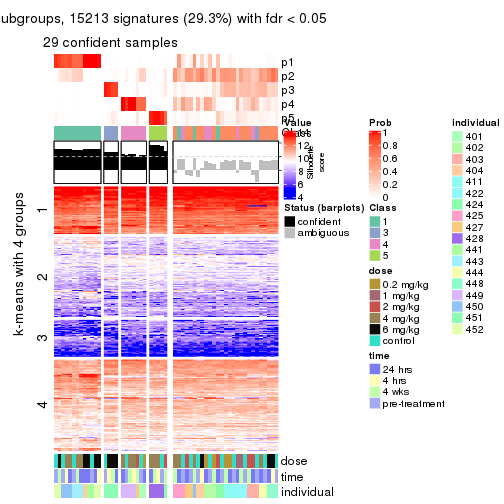 ubgroups, 15213 signatures (29.3%) with fdr < 0.05
29 confident samples
p1
p2
p3
p4
p5
Class
Silhouette
score
k-means with 4 groups
1
2
3
4
dose
time
individual
Value
14
12
10
8
6
4
Status (barplots)
confident
ambiguous
Prob
1
0.8
0.6
0.4
0.2
0
Class
1
3
4
5
dose
0.2 mg/kg
1 mg/kg
2 mg/kg
4 mg/kg
6 mg/kg
control
time
24 hrs
4 hrs
4 wks
pre-treatment
individual
401
402
403
404
411
422
424
425
427
428
441
443
444
448
449
450
451
452